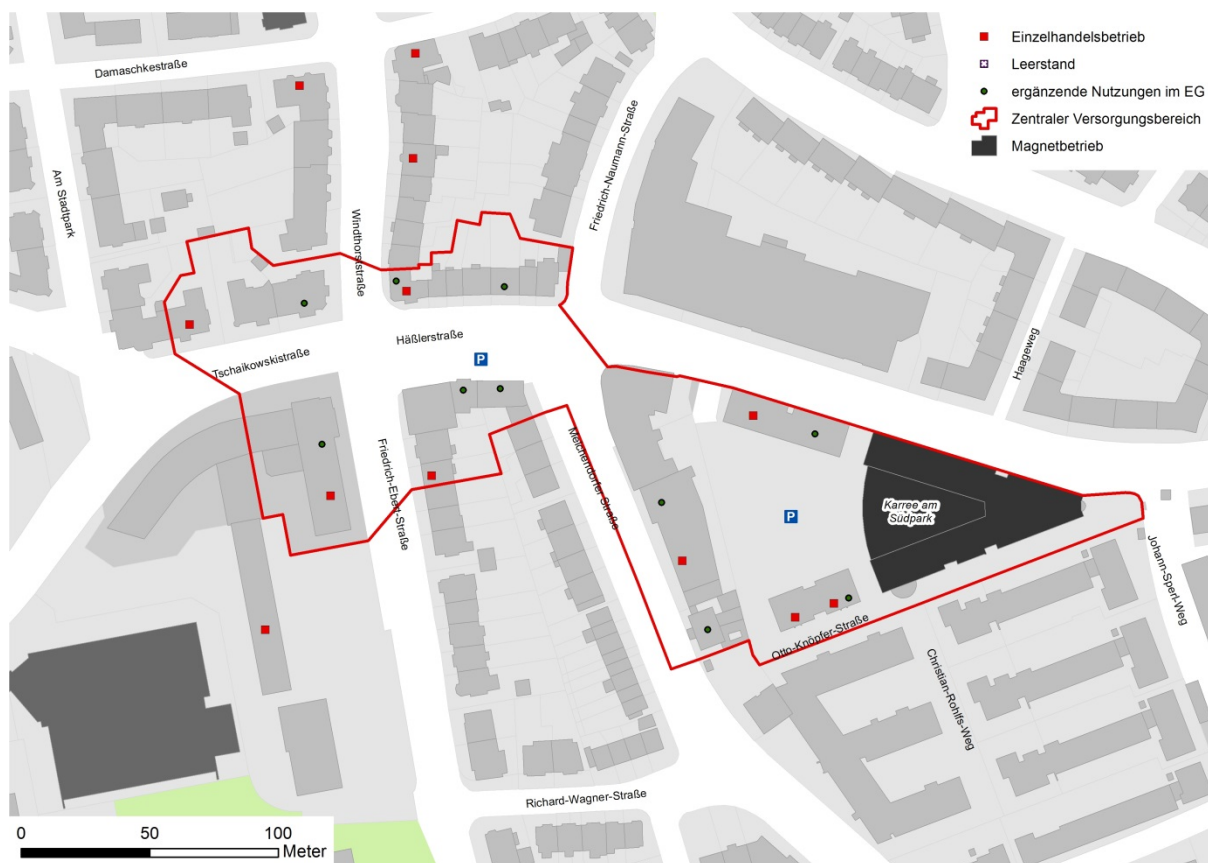 Einzelhandelsbetrieb
Leerstand
ergänzende Nutzungen im EG
Zentraler Versorgungsbereich
Magnetbetrieb
Damaschkestraße
Am Stadtpark
Windthorststraße
Friedrich-Naumann-Straße
Haageweg
Häßlerstraße
P
Tschaikowskistraße
Friedrich-Ebert-Straße
Melchendorfer Straße
P
Karree am
Südpark
Johann-Sperl-Weg
Otto-Knöpfer-Straße
Christian-Rohlfs-Weg
Richard-Wagner-Straße
0 50 100
Meter